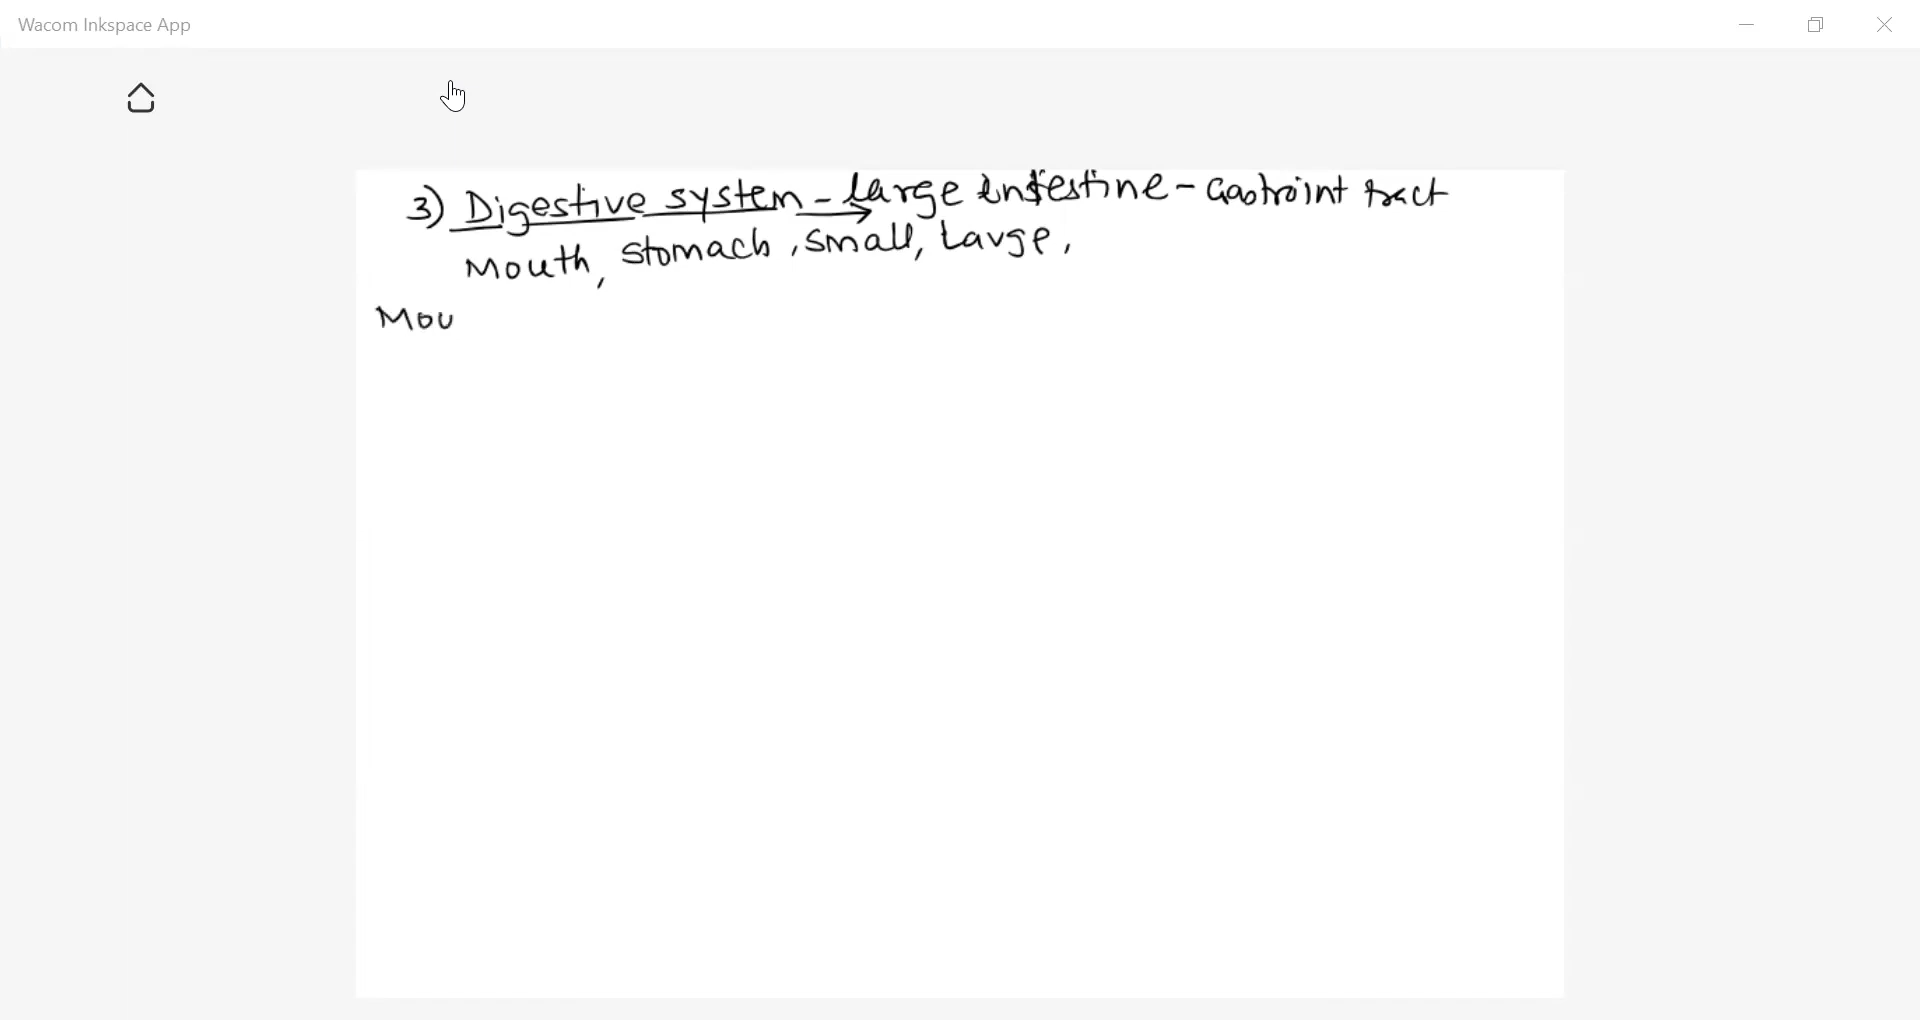 Wacom Inkspace App
3) Digestive system - large intestine - Gastroint tract
Mouth, stomach, small, Large,
Mou